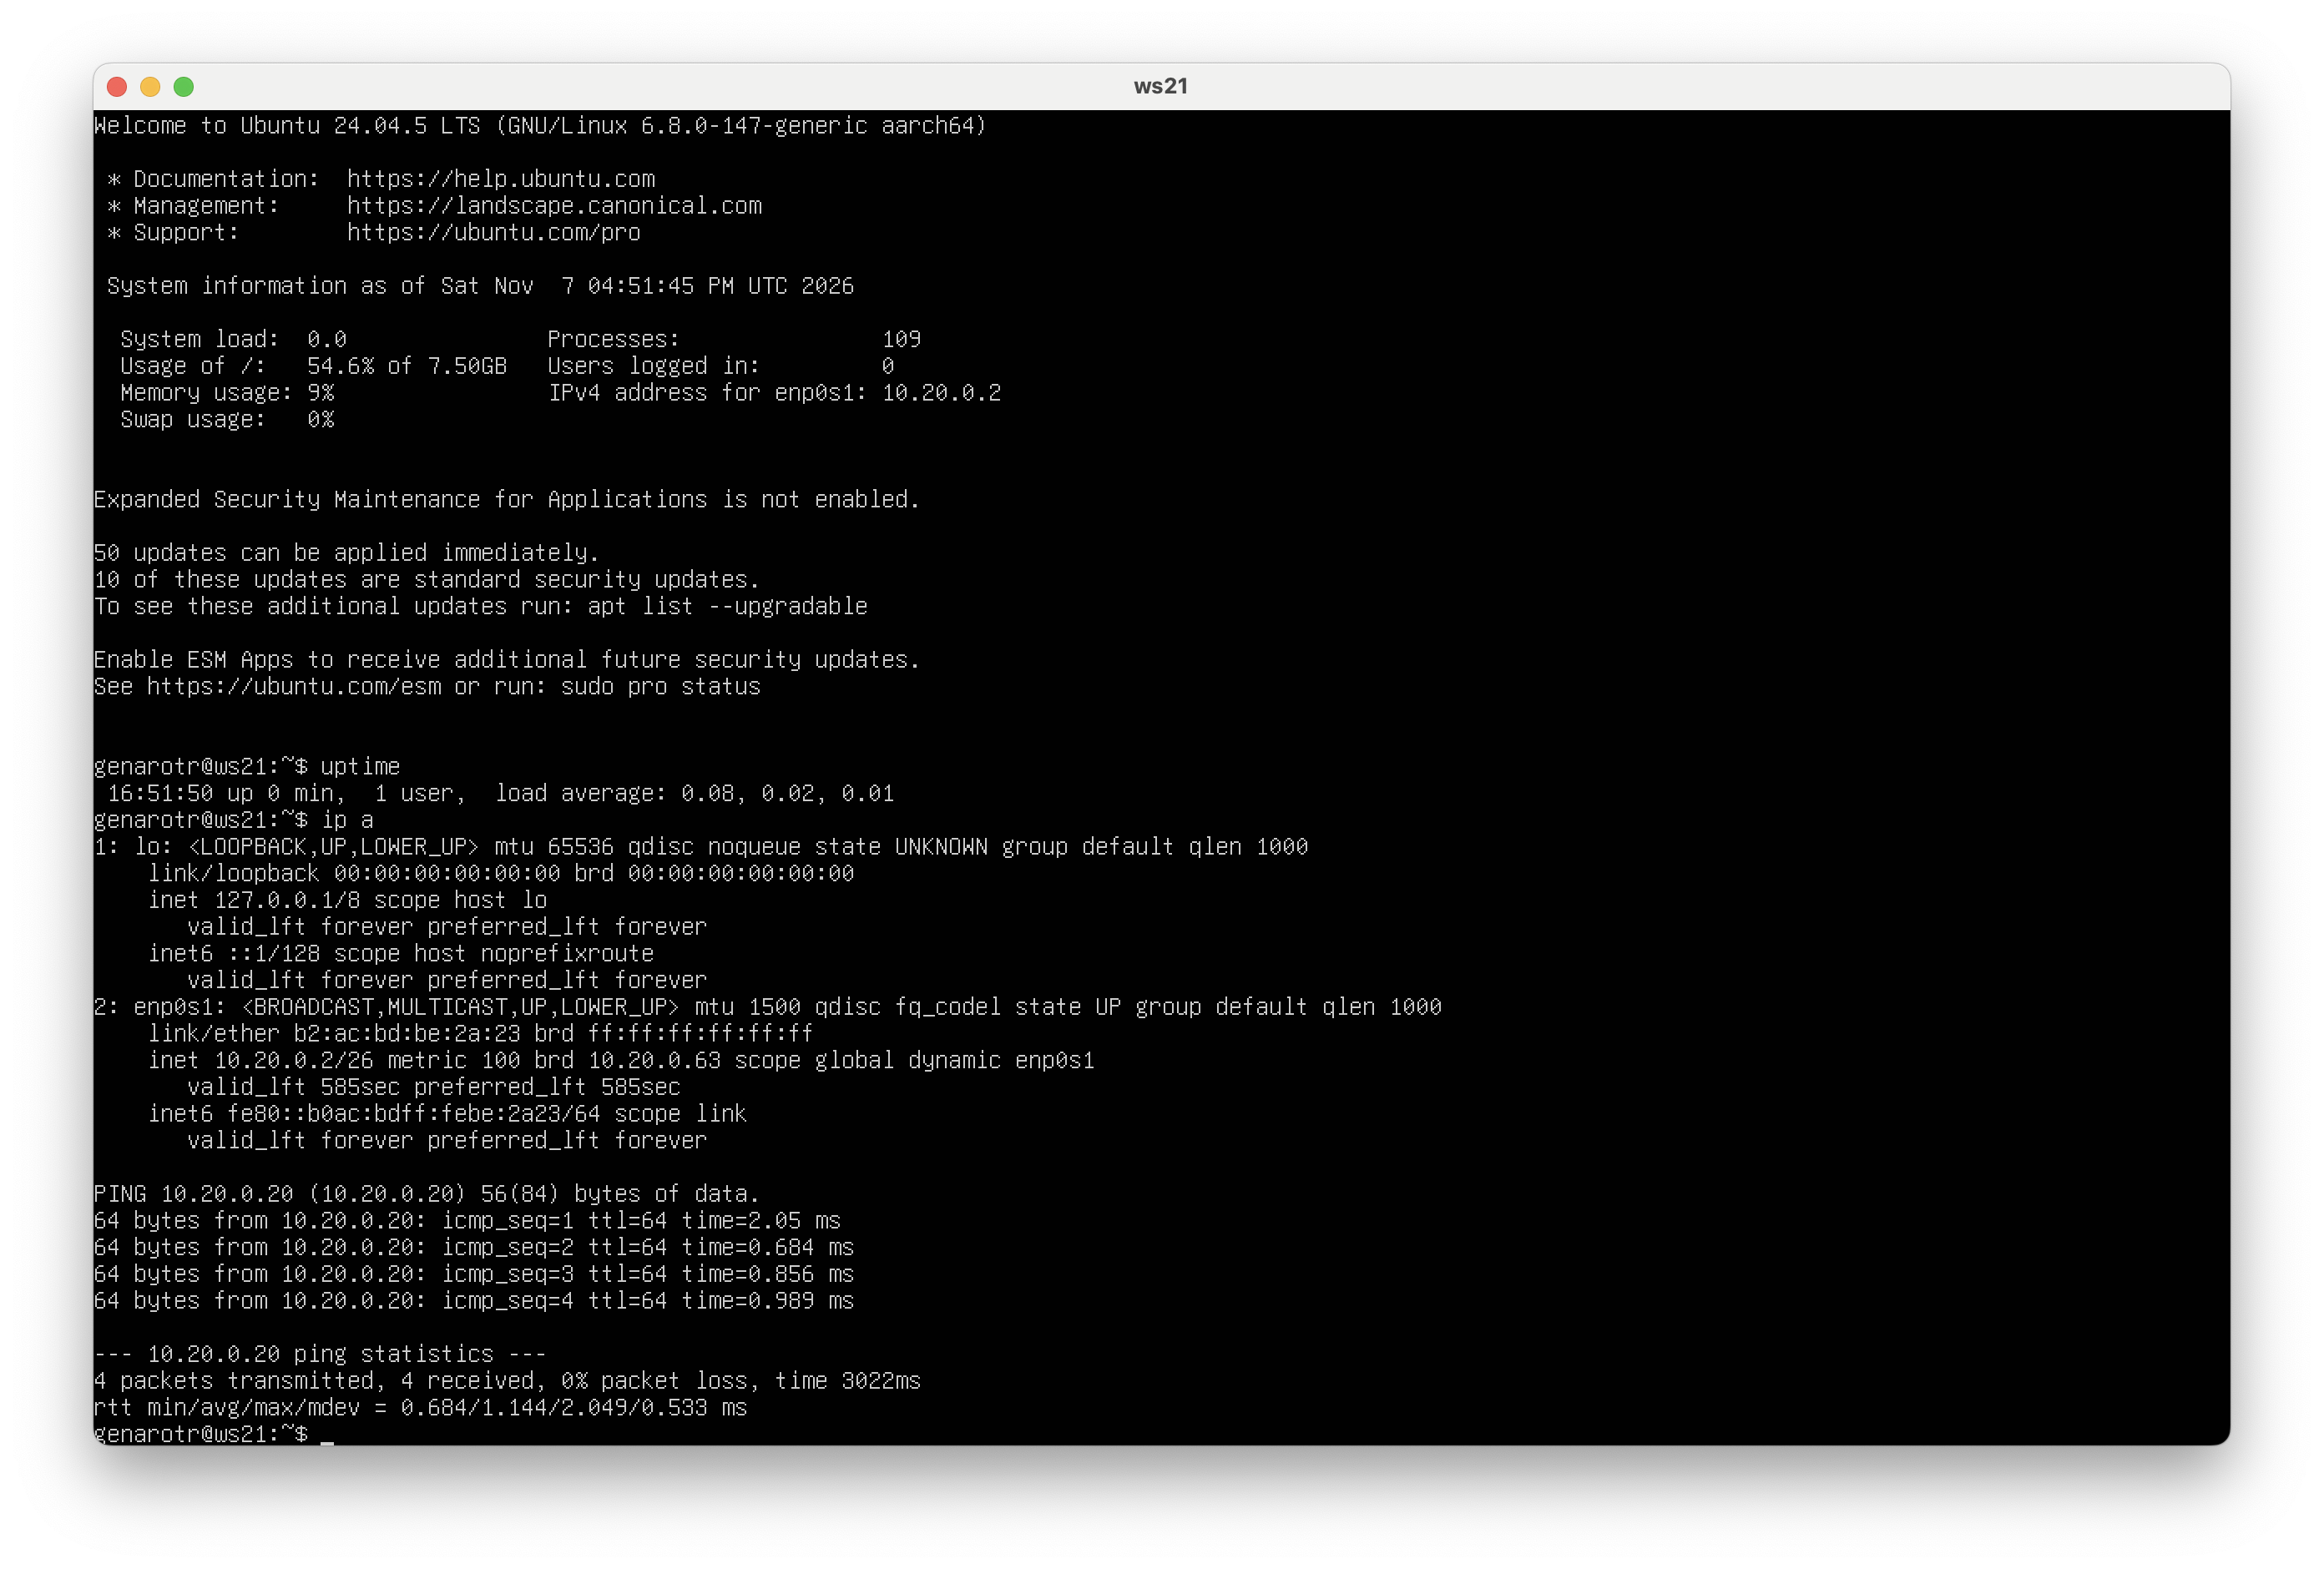 ws21
Welcome to Ubuntu 24.04.5 LTS (GNU/Linux 6.8.0-147-generic aarch64)
* Documentation:  https://help.ubuntu.com
* Management:     https://landscape.canonical.com
* Support:        https://ubuntu.com/pro
System information as of Sat Nov  7 04:51:45 PM UTC 2026
System load:  0.0               Processes:               109
Usage of /:   54.6% of 7.50GB   Users logged in:         0
Memory usage: 9%                IPv4 address for enp0s1: 10.20.0.2
Swap usage:   0%
Expanded Security Maintenance for Applications is not enabled.
50 updates can be applied immediately.
10 of these updates are standard security updates.
To see these additional updates run: apt list --upgradable
Enable ESM Apps to receive additional future security updates.
See https://ubuntu.com/esm or run: sudo pro status
genarotr@ws21:~$ uptime
16:51:50 up 0 min,  1 user,  load average: 0.08, 0.02, 0.01
genarotr@ws21:~$ ip a
1: lo: <LOOPBACK,UP,LOWER_UP> mtu 65536 qdisc noqueue state UNKNOWN group default qlen 1000
link/loopback 00:00:00:00:00:00 brd 00:00:00:00:00:00
inet 127.0.0.1/8 scope host lo
valid_lft forever preferred_lft forever
inet6 ::1/128 scope host noprefixroute
valid_lft forever preferred_lft forever
2: enp0s1: <BROADCAST,MULTICAST,UP,LOWER_UP> mtu 1500 qdisc fq_codel state UP group default qlen 1000
link/ether b2:ac:bd:be:2a:23 brd ff:ff:ff:ff:ff:ff
inet 10.20.0.2/26 metric 100 brd 10.20.0.63 scope global dynamic enp0s1
valid_lft 585sec preferred_lft 585sec
inet6 fe80::b0ac:bdff:febe:2a23/64 scope link
valid_lft forever preferred_lft forever
PING 10.20.0.20 (10.20.0.20) 56(84) bytes of data.
64 bytes from 10.20.0.20: icmp_seq=1 ttl=64 time=2.05 ms
64 bytes from 10.20.0.20: icmp_seq=2 ttl=64 time=0.684 ms
64 bytes from 10.20.0.20: icmp_seq=3 ttl=64 time=0.856 ms
64 bytes from 10.20.0.20: icmp_seq=4 ttl=64 time=0.989 ms
--- 10.20.0.20 ping statistics ---
4 packets transmitted, 4 received, 0% packet loss, time 3022ms
rtt min/avg/max/mdev = 0.684/1.144/2.049/0.533 ms
genarotr@ws21:~$ _